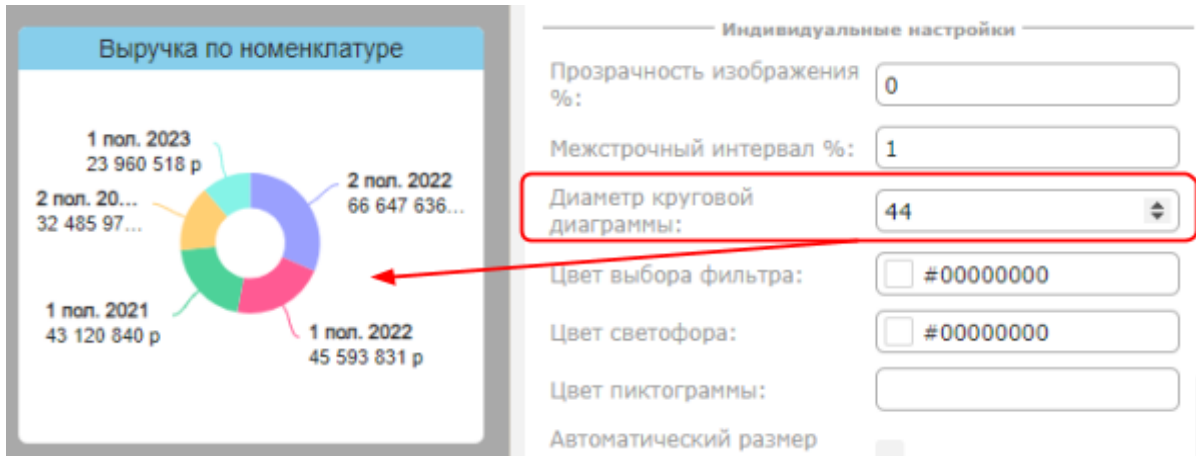 Выручка по номенклатуре
1 пол. 2023
23 960 518 р
2 пол. 2022
66 647 636...
2 пол. 20...
32 485 97...
1 пол. 2021
43 120 840 р
1 пол. 2022
45 593 831 р
Индивидуальные настройки
Прозрачность изображения
%:
0
Межстрочный интервал %:
1
Диаметр круговой
диаграммы:
44
Цвет выбора фильтра:
#00000000
Цвет светофора:
#00000000
Цвет пиктограммы:
Автоматический размер